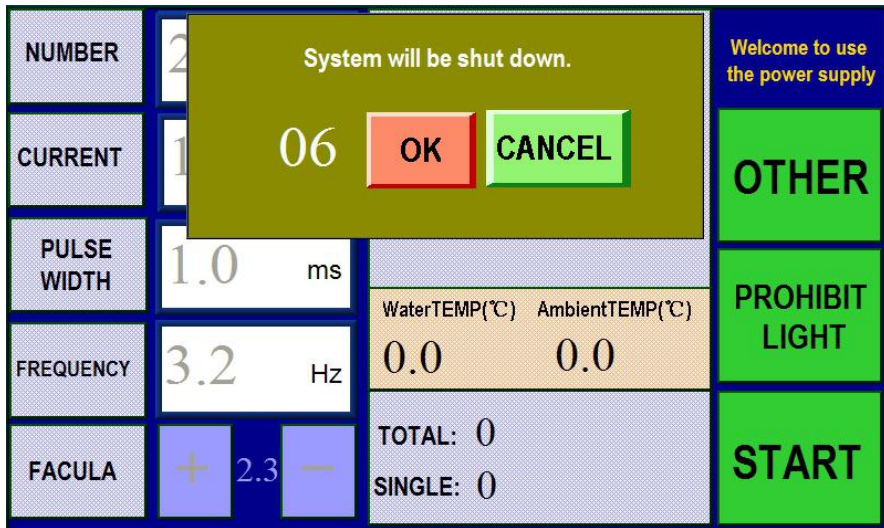 NUMBER
2
System will be shut down.
06
OK
CANCEL
Welcome to use
the power supply
CURRENT
1
OTHER
PULSE
WIDTH
1.0 ms
WaterTEMP(℃) AmbientTEMP(℃)
0.0 0.0
PROHIBIT
LIGHT
FREQUENCY
3.2 Hz
TOTAL: 0
SINGLE: 0
FACULA
+ 2.3 −
START